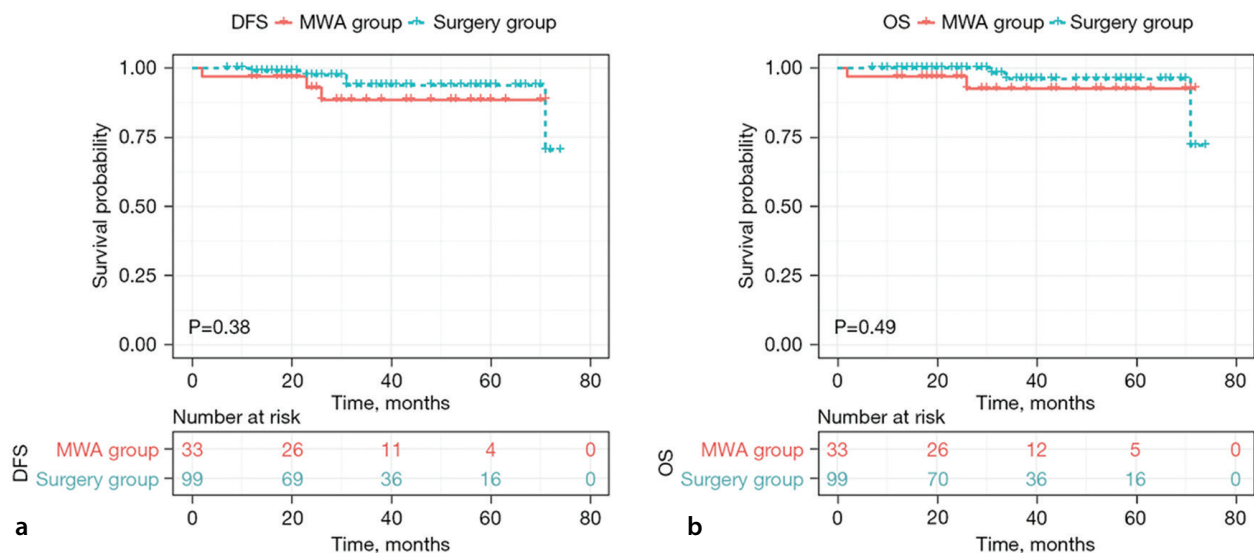 DFS MWA group Surgery group
Survival probability
1.00
0.75
0.50
0.25
0.00
P=0.38
0 20 40 60 80
Time, months
Number at risk
DFS
MWA group 33 26 11 4 0
Surgery group 99 69 36 16 0
0 20 40 60 80
Time, months
a
OS MWA group Surgery group
Survival probability
1.00
0.75
0.50
0.25
0.00
P=0.49
0 20 40 60 80
Time, months
Number at risk
OS
MWA group 33 26 12 5 0
Surgery group 99 70 36 16 0
0 20 40 60 80
Time, months
b